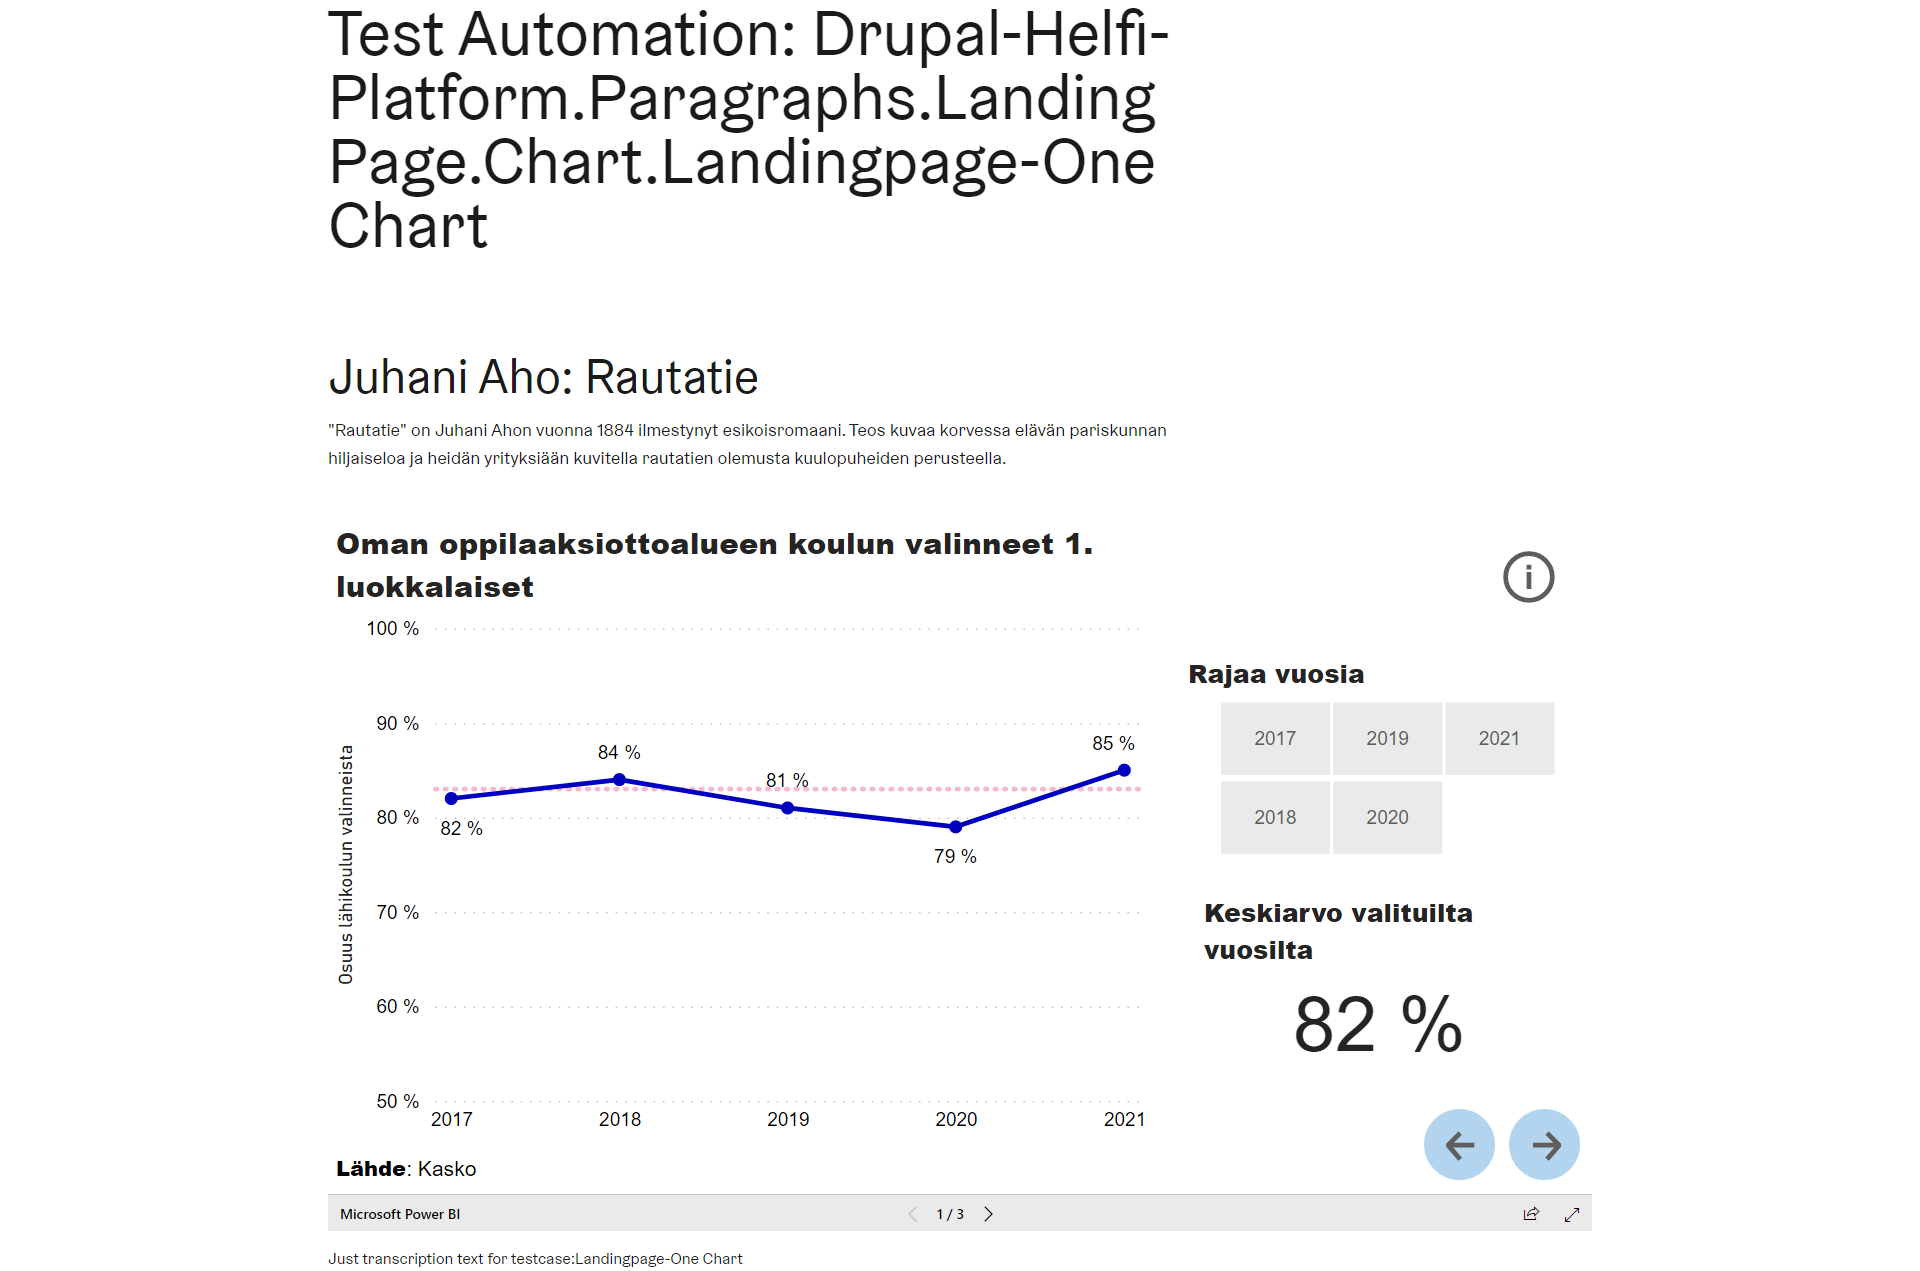 Test Automation: Drupal-Helfi-
Platform.Paragraphs.Landing
Page.Chart.Landingpage-One
Chart
Juhani Aho: Rautatie
"Rautatie" on Juhani Ahon vuonna 1884 ilmestynyt esikoisromaani. Teos kuvaa korvessa elävän pariskunnan
hiljaiseloa ja heidän yrityksiään kuvitella rautatien olemusta kuulopuheiden perusteella.
Oman oppilaaksiottoalueen koulun valinneet 1.
luokkalaiset
i
Osuus lähikoulun valinneista
100 %
90 %
80 %
70 %
60 %
50 %
82 %
84 %
81 %
79 %
85 %
2017
2018
2019
2020
2021
Rajaa vuosia
2017
2019
2021
2018
2020
Keskiarvo valituilta
vuosilta
82 %
Lähde: Kasko
Microsoft Power BI
1 / 3
Just transcription text for testcase:Landingpage-One Chart